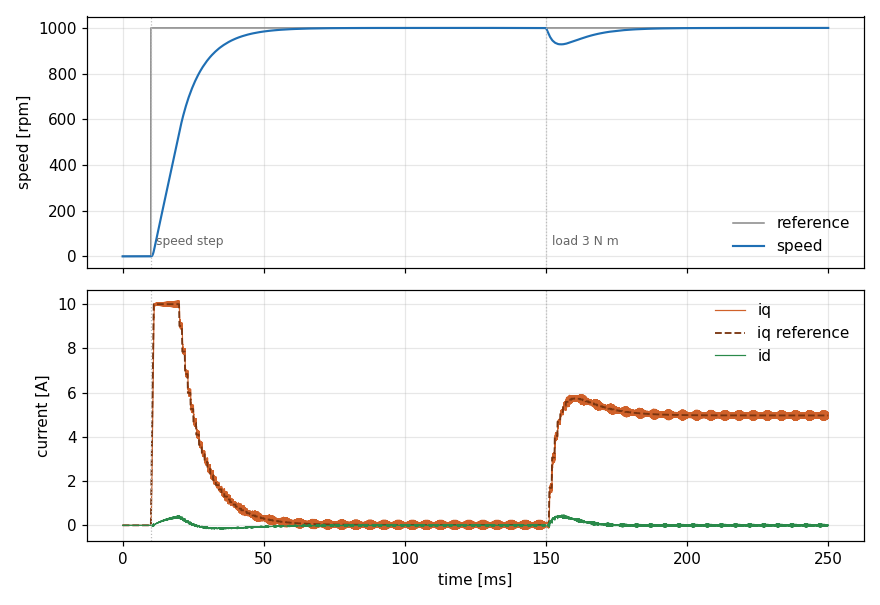 1000
800
600
400
200
0
speed [rpm]
speed step
load 3 N m
reference
speed
10
8
6
4
2
0
current [A]
iq
iq reference
id
0 50 100 150 200 250
time [ms]